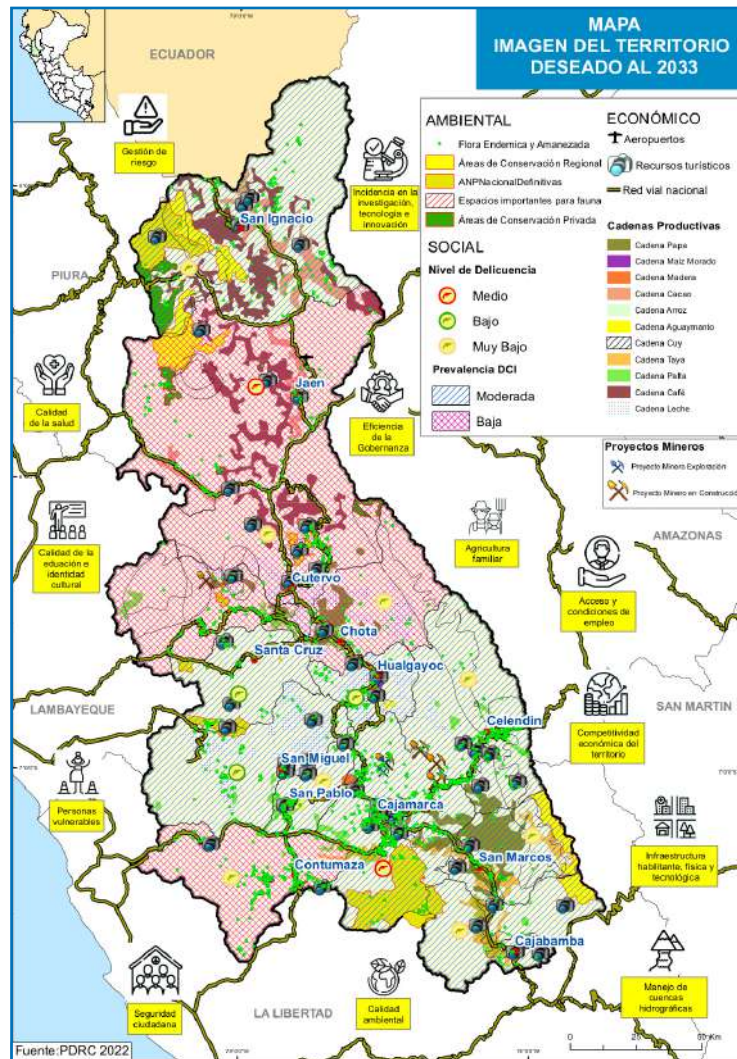 MAPA
IMAGEN DEL TERRITORIO
DESEADO AL 2033
ECUADOR
Gestión de
riesgo
Incidencia en la
investigación,
tecnología e
innovación
PIURA
San Ignacio
Jaen
Calidad
de la salud
Eficiencia
de la
Gobernanza
Calidad de la
eduación e
identidad
cultural
Agricultura
familiar
AMAZONAS
Acceso y
condiciones de
empleo
Cutervo
Chota
Santa Cruz
Hualgayoc
LAMBAYEQUE
SAN MARTIN
Celendin
Competitividad
económica del
territorio
San Miguel
San Pablo
Personas
vulnerables
Cajamarca
San Marcos
Contumaza
Infraestructura
habilitante, física y
tecnológica
Cajabamba
Seguridad
ciudadana
LA LIBERTAD
Calidad
ambiental
Manejo de
cuencas
hidrográficas
Fuente:PDRC 2022
AMBIENTAL
Flora Endemica y Amanezada
Áreas de Conservación Regional
ANPNacionalDefinitivas
Espacios importantes para fauna
Áreas de Conservación Privada
SOCIAL
Nivel de Delicuencia
Medio
Bajo
Muy Bajo
Prevalencia DCI
Moderada
Baja
ECONÓMICO
Aeropuertos
Recursos turísticos
Red vial nacional
Cadenas Productivas
Cadena Papa
Cadena Maíz Morado
Cadena Madera
Cadena Cacao
Cadena Arroz
Cadena Aguaymanto
Cadena Cuy
Cadena Taya
Cadena Palta
Cadena Café
Cadena Leche
Proyectos Mineros
Proyecto Minera Exploración
Proyecto Minero en Construcción
0